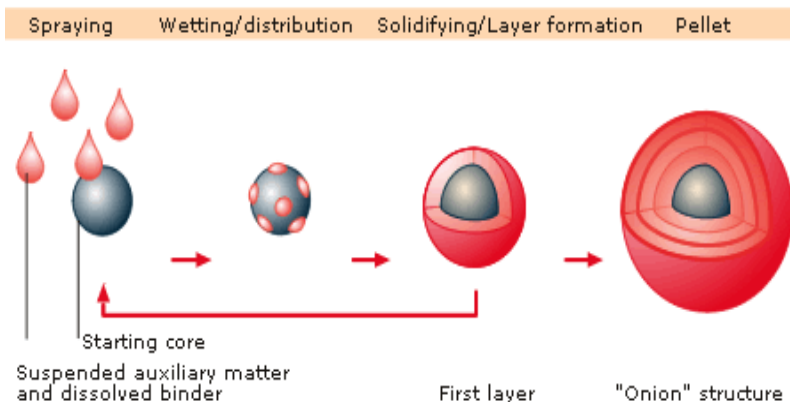 Spraying Wetting/distribution Solidifying/Layer formation Pellet
Starting core
Suspended auxiliary matter
and dissolved binder
First layer
"Onion" structure